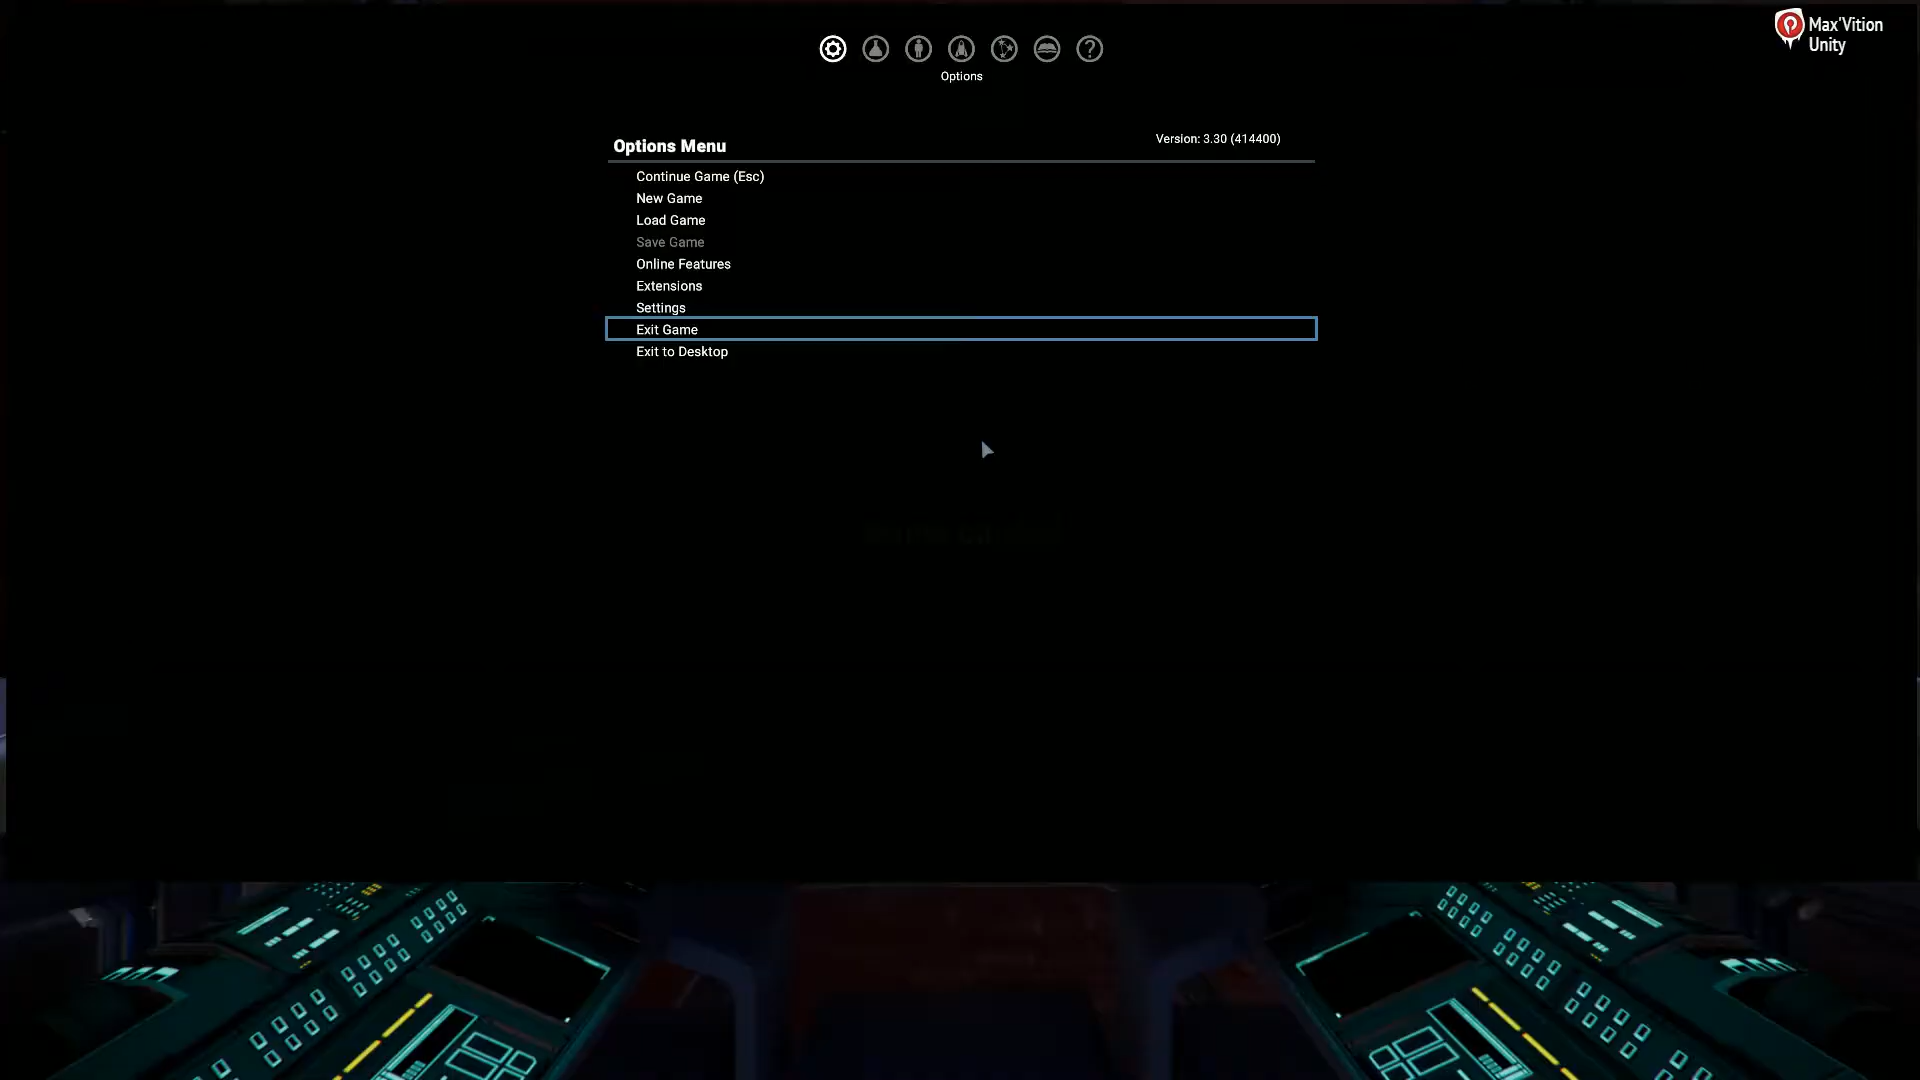 Max'Vition
Unity
Options
Options Menu
Version: 3.30 (414400)
Continue Game (Esc)
New Game
Load Game
Save Game
Online Features
Extensions
Settings
Exit Game
Exit to Desktop